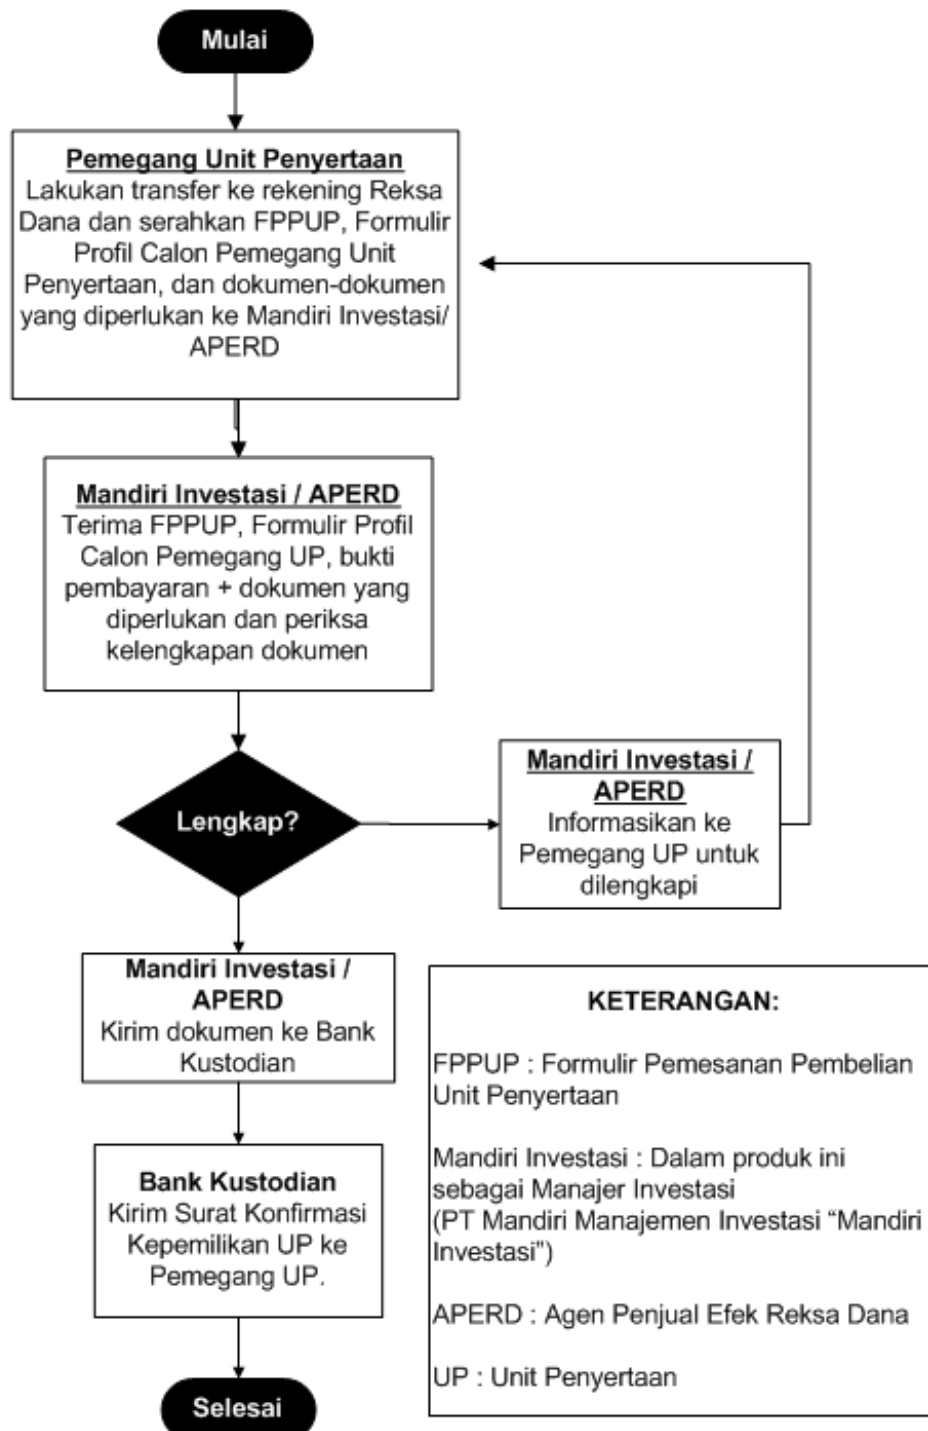 Mulai
Pemegang Unit Penyertaan
Lakukan transfer ke rekening Reksa
Dana dan serahkan FPPUP, Formulir
Profil Calon Pemegang Unit
Penyertaan, dan dokumen-dokumen
yang diperlukan ke Mandiri Investasi/
APERD
Mandiri Investasi / APERD
Terima FPPUP, Formulir Profil
Calon Pemegang UP, bukti
pembayaran + dokumen yang
diperlukan dan periksa
kelengkapan dokumen
Lengkap?
Mandiri Investasi /
APERD
Informasikan ke
Pemegang UP untuk
dilengkapi
Mandiri Investasi /
APERD
Kirim dokumen ke Bank
Kustodian
Bank Kustodian
Kirim Surat Konfirmasi
Kepemilikan UP ke
Pemegang UP.
Selesai
KETERANGAN:
FPPUP : Formulir Pemesanan Pembelian
Unit Penyertaan
Mandiri Investasi : Dalam produk ini
sebagai Manajer Investasi
(PT Mandiri Manajemen Investasi “Mandiri
Investasi”)
APERD : Agen Penjual Efek Reksa Dana
UP : Unit Penyertaan